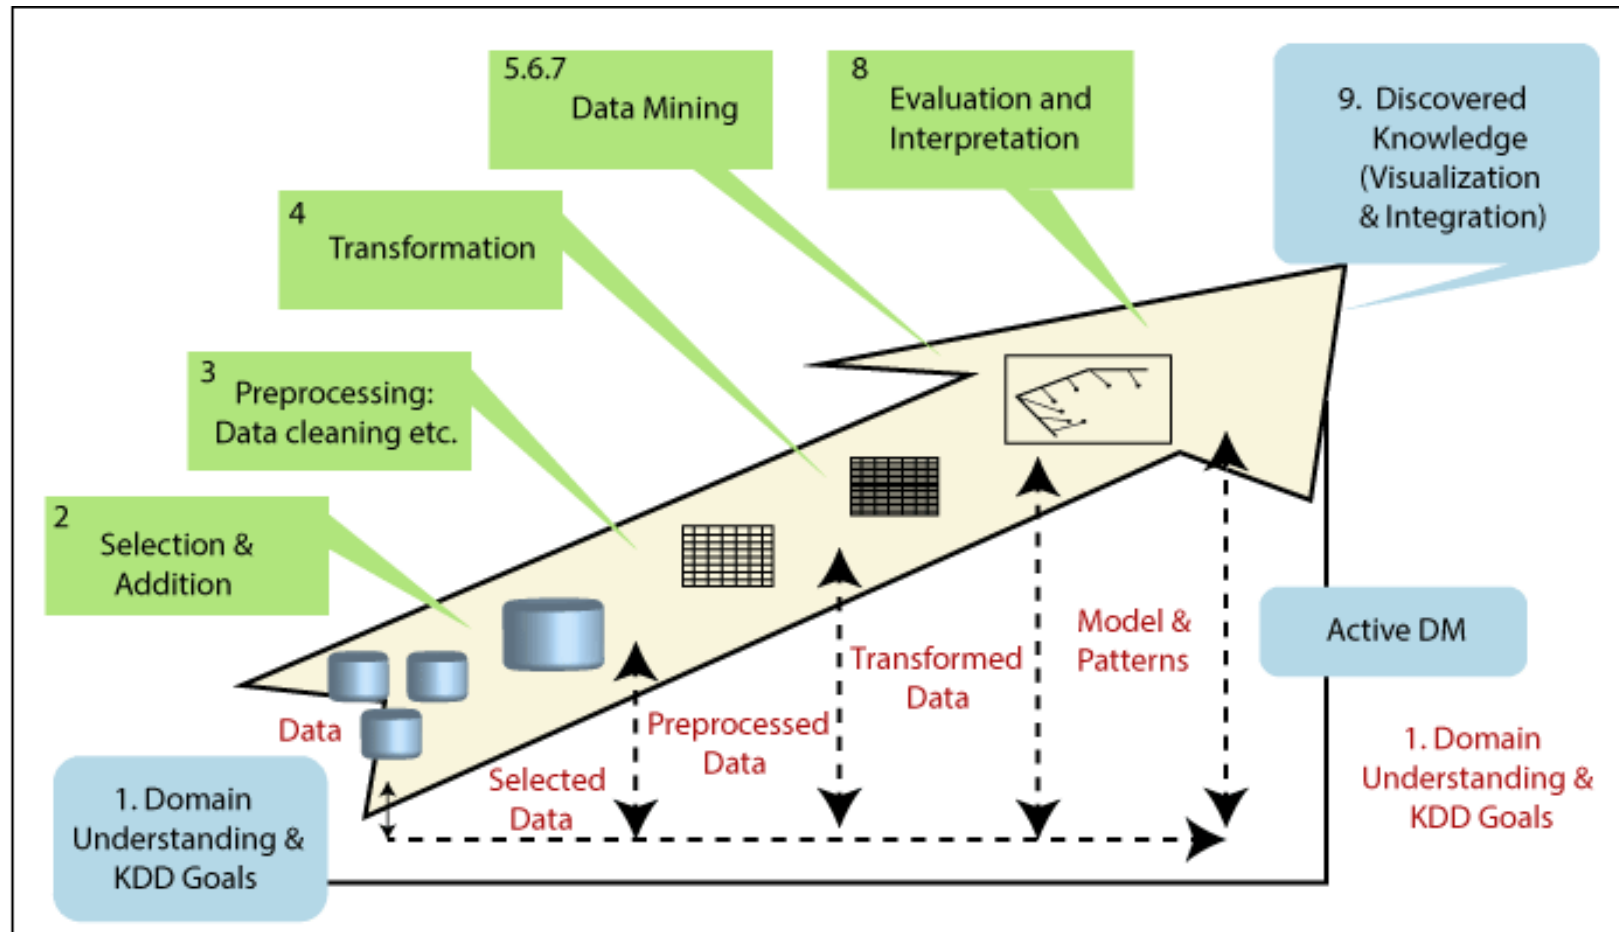 5.6.7
Data Mining
8
Evaluation and
Interpretation
9. Discovered
Knowledge
(Visualization
& Integration)
4
Transformation
3
Preprocessing:
Data cleaning etc.
2
Selection &
Addition
Data
1. Domain
Understanding &
KDD Goals
Selected
Data
Preprocessed
Data
Transformed
Data
Model &
Patterns
Active DM
1. Domain
Understanding &
KDD Goals